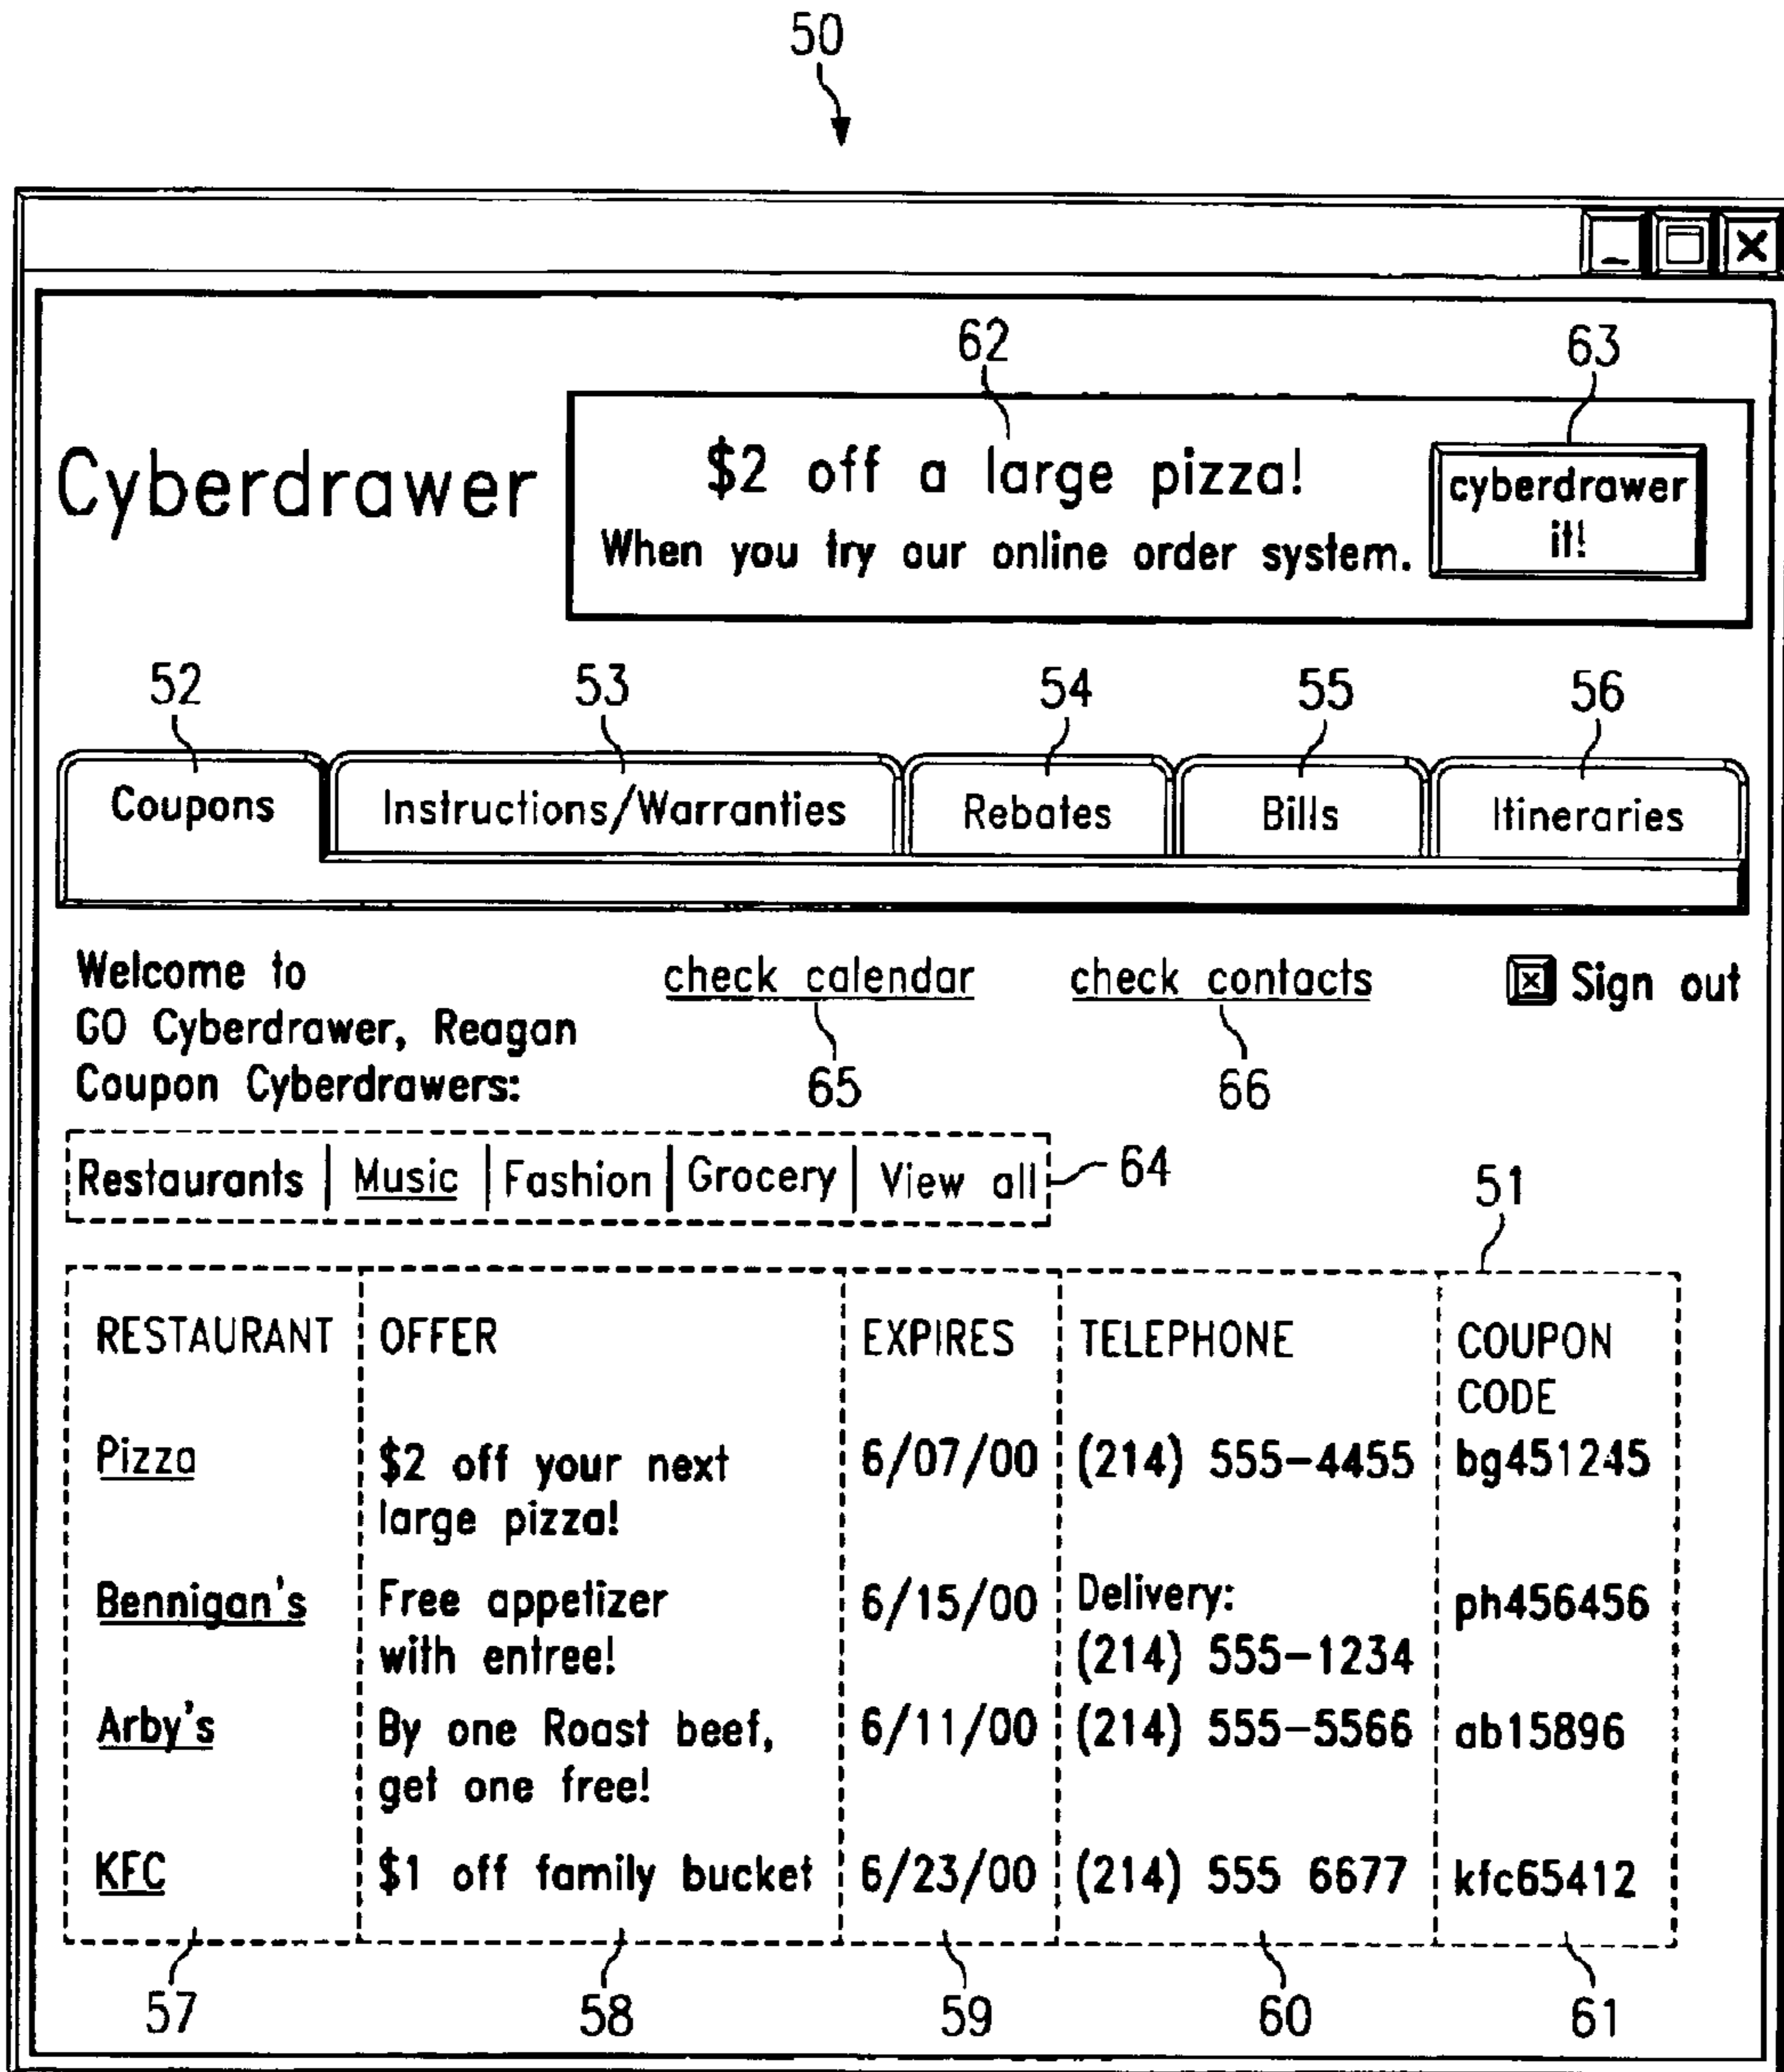 50
62
63
Cyberdrawer
$2 off a large pizza!
When you try our online order system.
cyberdrawer
it!
52
53
54
55
56
Coupons
Instructions/Warranties
Rebates
Bills
Itineraries
Welcome to
GO Cyberdrawer, Reagan
Coupon Cyberdrawers:
check calendar
65
check contacts
66
Sign out
Restaurants | Music | Fashion | Grocery | View all
64
51
RESTAURANT OFFER EXPIRES TELEPHONE COUPON
CODE
Pizza $2 off your next 6/07/00 (214) 555-4455 bg451245
large pizza!
Bennigan's Free appetizer 6/15/00 Delivery: ph456456
with entree! (214) 555-1234
Arby's By one Roast beef, 6/11/00 (214) 555-5566 ab15896
get one free!
KFC $1 off family bucket 6/23/00 (214) 555 6677 kfc65412
57
58
59
60
61